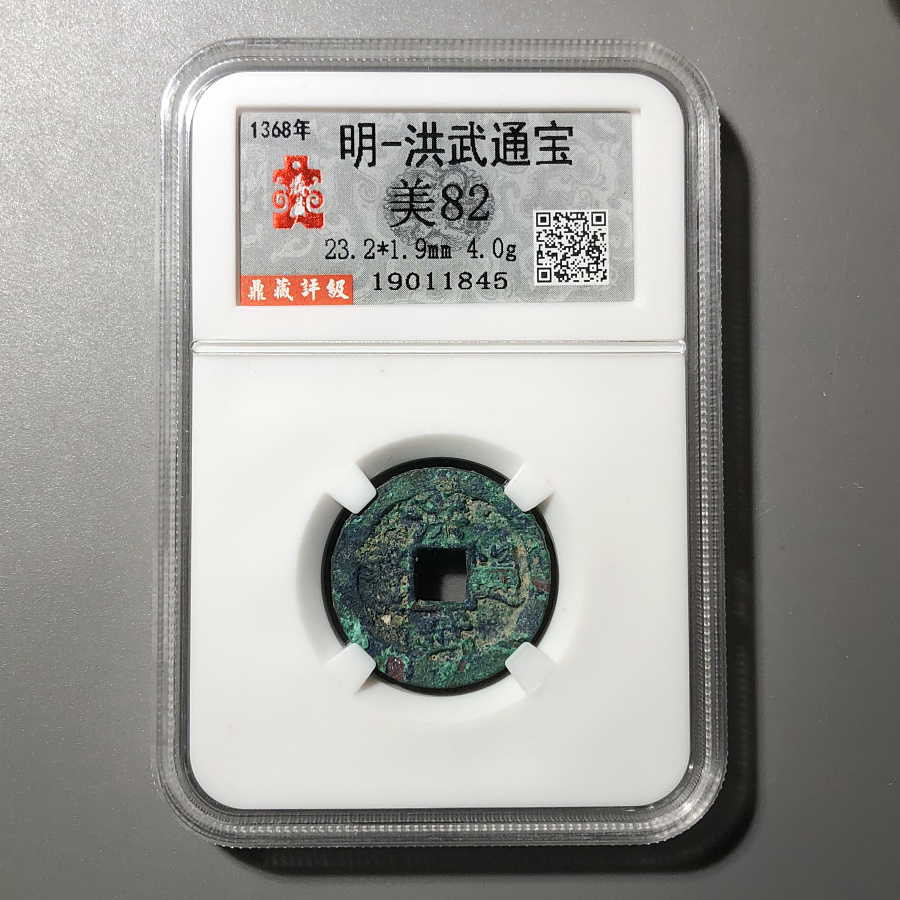 1368年
明-洪武通宝
美82
23.2*1.9mm 4.0g
鼎藏評級
19011845